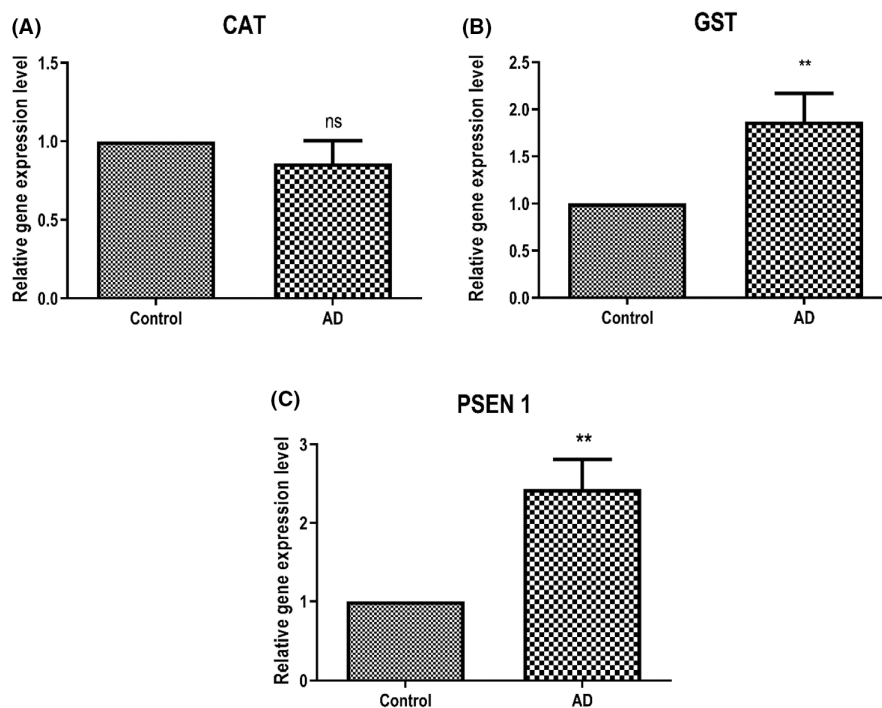 (A)
CAT
Relative gene expression level
1.5
1.0
0.5
0.0
ns
Control
AD
(B)
GST
Relative gene expression level
2.5
2.0
1.5
1.0
0.5
0.0
**
Control
AD
(C)
PSEN 1
Relative gene expression level
3
2
1
0
**
Control
AD